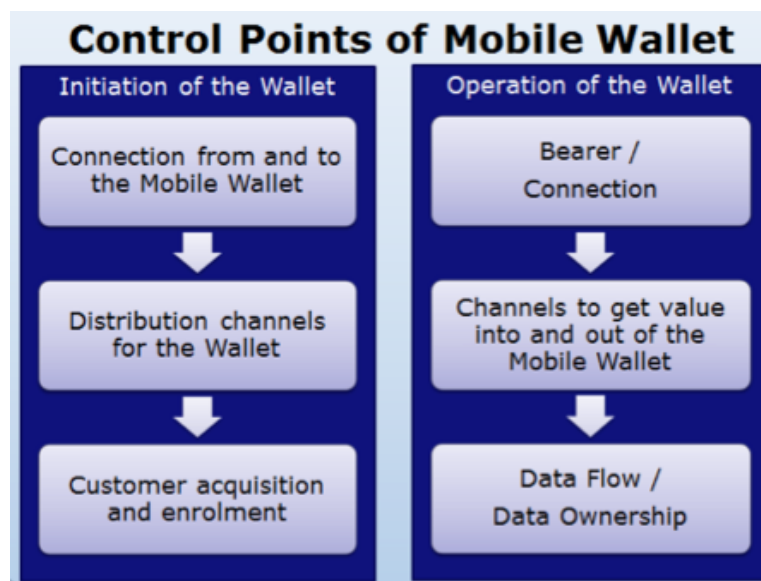 Control Points of Mobile Wallet
Initiation of the Wallet
Connection from and to
the Mobile Wallet
Distribution channels
for the Wallet
Customer acquisition
and enrolment
Operation of the Wallet
Bearer /
Connection
Channels to get value
into and out of the
Mobile Wallet
Data Flow /
Data Ownership